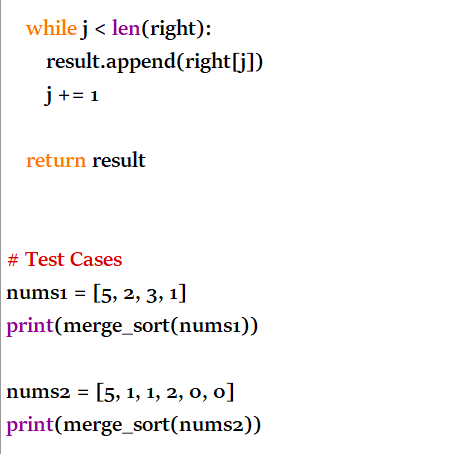 while j < len(right):
result.append(right[j])
j += 1
return result
# Test Cases
nums1 = [5, 2, 3, 1]
print(merge_sort(nums1))
nums2 = [5, 1, 1, 2, 0, 0]
print(merge_sort(nums2))